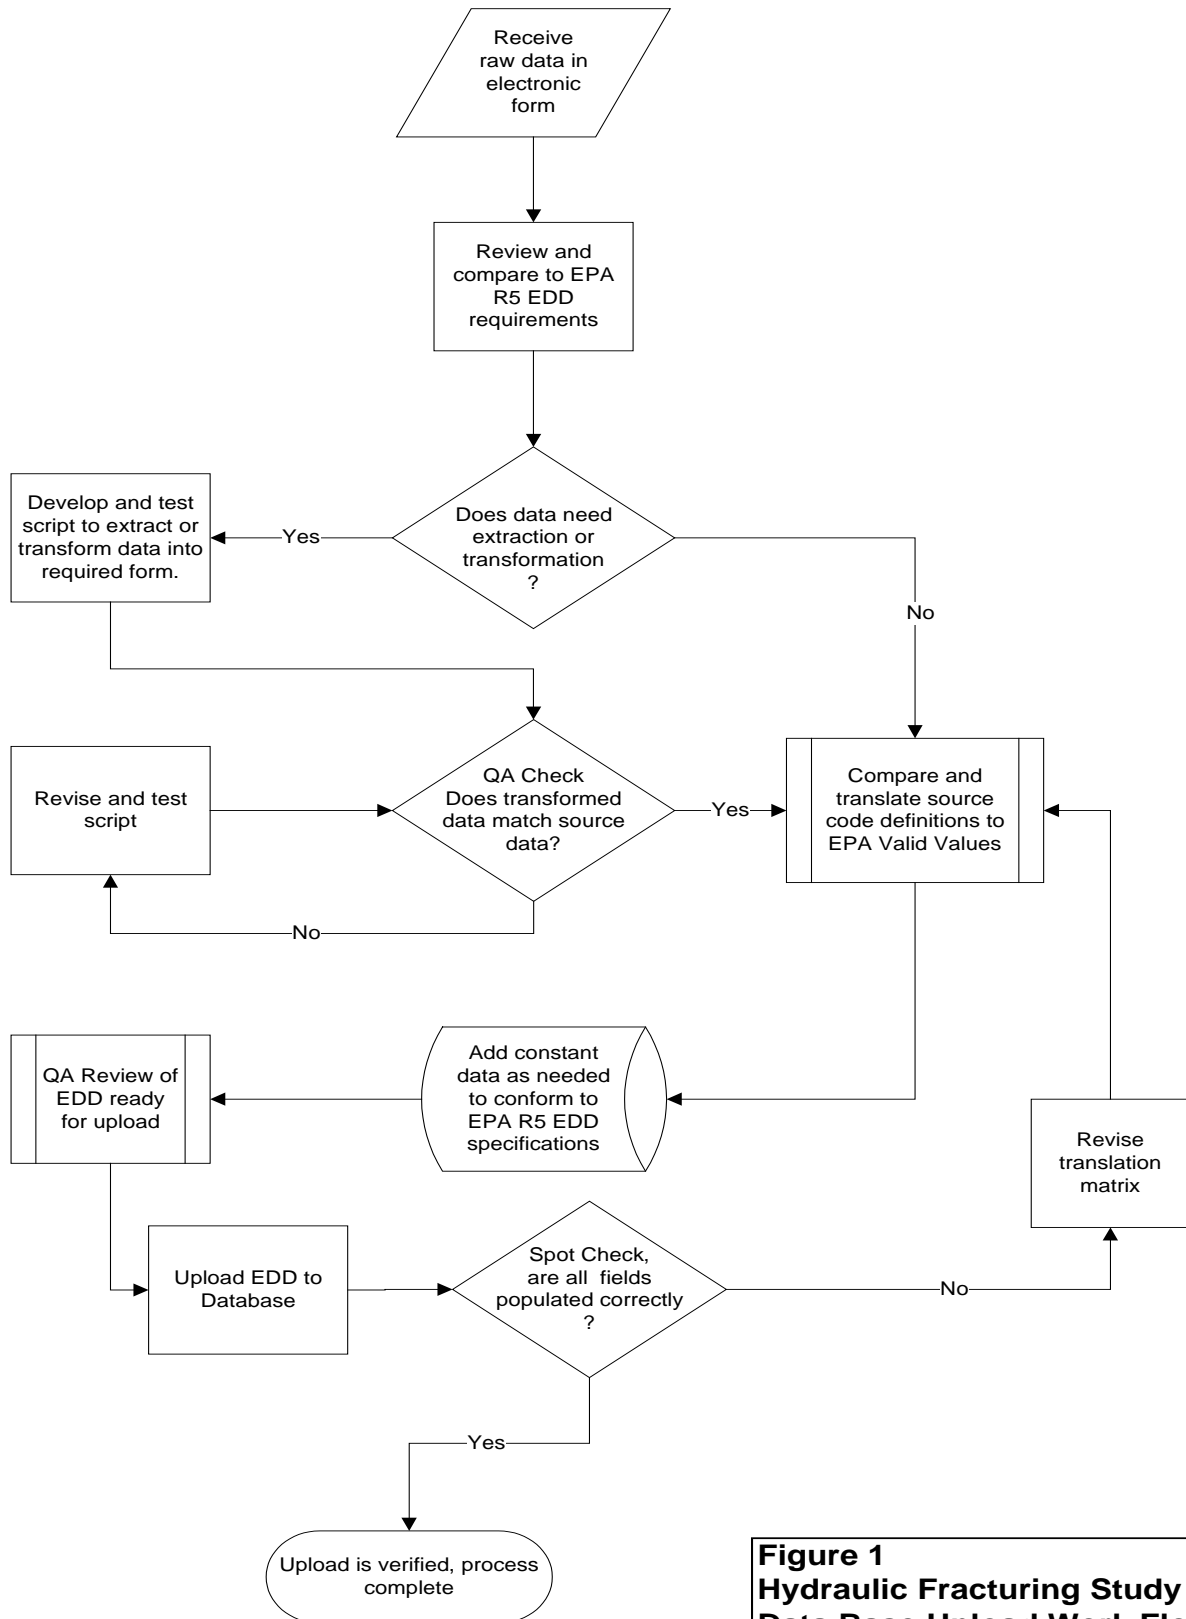 Receive
raw data in
electronic
form
Review and
compare to EPA
R5 EDD
requirements
Does data need
extraction or
transformation
?
Yes
No
Develop and test
script to extract or
transform data into
required form.
QA Check
Does transformed
data match source
data?
Yes
No
Revise and test
script
Compare and
translate source
code definitions to
EPA Valid Values
Add constant
data as needed
to conform to
EPA R5 EDD
specifications
QA Review of
EDD ready
for upload
Revise
translation
matrix
Upload EDD to
Database
Spot Check,
are all fields
populated correctly
?
No
Yes
Upload is verified, process
complete
Figure 1
Hydraulic Fracturing Study
Data Base Upload Work